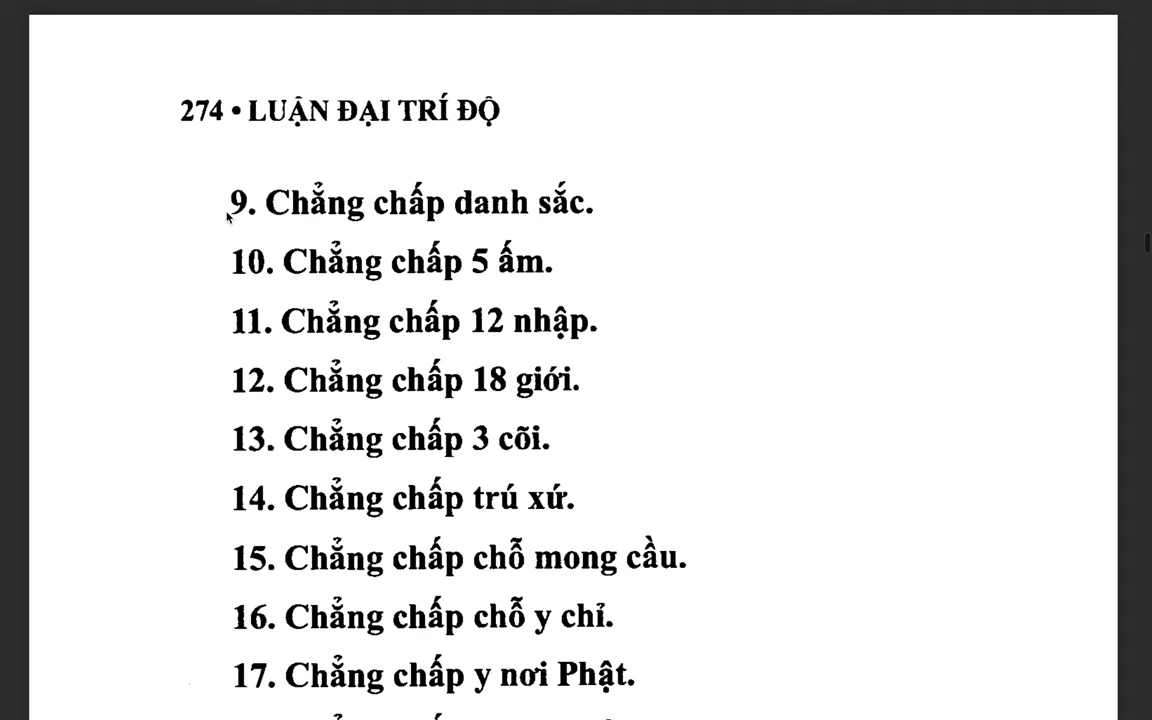 274 • LUẬN ĐẠI TRÍ ĐỘ
9. Chẳng chấp danh sắc.
10. Chẳng chấp 5 ấm.
11. Chẳng chấp 12 nhập.
12. Chẳng chấp 18 giới.
13. Chẳng chấp 3 cõi.
14. Chẳng chấp trú xứ.
15. Chẳng chấp chỗ mong cầu.
16. Chẳng chấp chỗ y chỉ.
17. Chẳng chấp y nơi Phật.